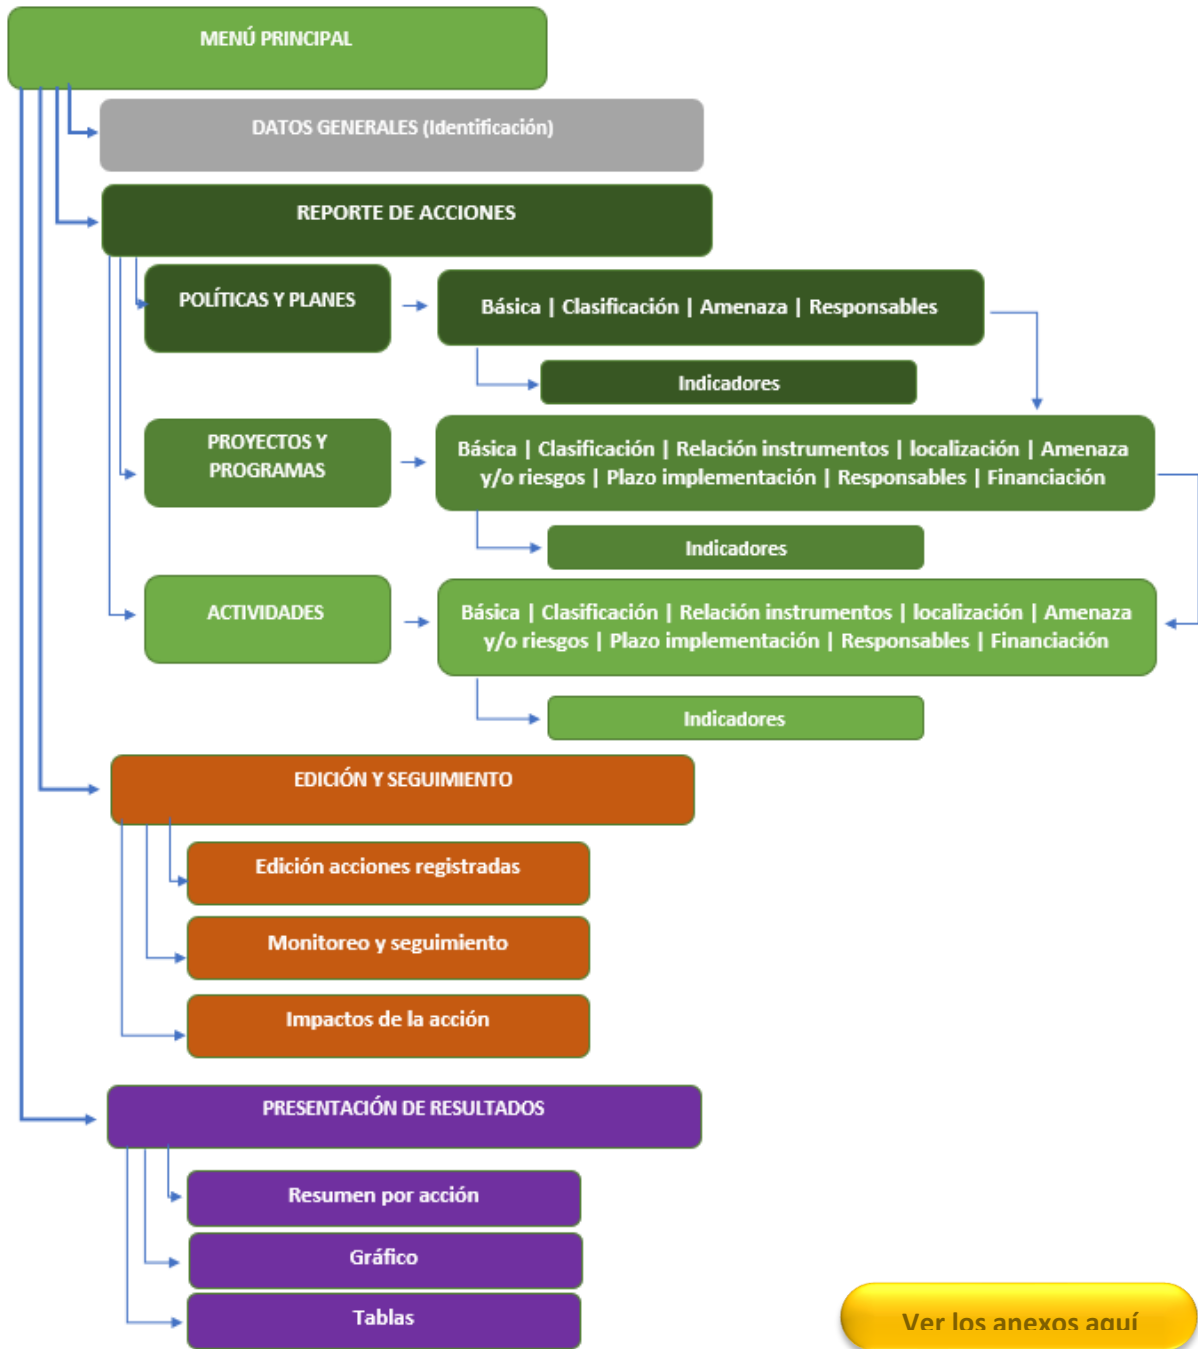 MENÚ PRINCIPAL
DATOS GENERALES (Identificación)
REPORTE DE ACCIONES
POLÍTICAS Y PLANES
Básica | Clasificación | Amenaza | Responsables
Indicadores
PROYECTOS Y
PROGRAMAS
Básica | Clasificación | Relación instrumentos | localización | Amenaza
y/o riesgos | Plazo implementación | Responsables | Financiación
Indicadores
ACTIVIDADES
Básica | Clasificación | Relación instrumentos | localización | Amenaza
y/o riesgos | Plazo implementación | Responsables | Financiación
Indicadores
EDICIÓN Y SEGUIMIENTO
Edición acciones registradas
Monitoreo y seguimiento
Impactos de la acción
PRESENTACIÓN DE RESULTADOS
Resumen por acción
Gráfico
Tablas
Ver los anexos aquí